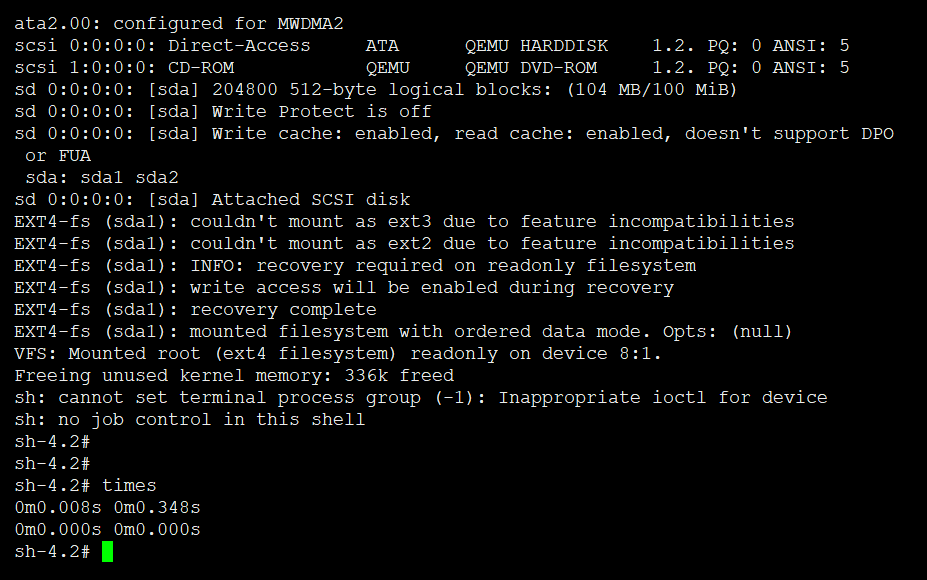 ata2.00: configured for MWDMA2
scsi 0:0:0:0: Direct-Access     ATA      QEMU HARDDISK    1.2. PQ: 0 ANSI: 5
scsi 1:0:0:0: CD-ROM            QEMU     QEMU DVD-ROM     1.2. PQ: 0 ANSI: 5
sd 0:0:0:0: [sda] 204800 512-byte logical blocks: (104 MB/100 MiB)
sd 0:0:0:0: [sda] Write Protect is off
sd 0:0:0:0: [sda] Write cache: enabled, read cache: enabled, doesn't support DPO
 or FUA
 sda: sda1 sda2
sd 0:0:0:0: [sda] Attached SCSI disk
EXT4-fs (sda1): couldn't mount as ext3 due to feature incompatibilities
EXT4-fs (sda1): couldn't mount as ext2 due to feature incompatibilities
EXT4-fs (sda1): INFO: recovery required on readonly filesystem
EXT4-fs (sda1): write access will be enabled during recovery
EXT4-fs (sda1): recovery complete
EXT4-fs (sda1): mounted filesystem with ordered data mode. Opts: (null)
VFS: Mounted root (ext4 filesystem) readonly on device 8:1.
Freeing unused kernel memory: 336k freed
sh: cannot set terminal process group (-1): Inappropriate ioctl for device
sh: no job control in this shell
sh-4.2#
sh-4.2#
sh-4.2# times
0m0.008s 0m0.348s
0m0.000s 0m0.000s
sh-4.2#